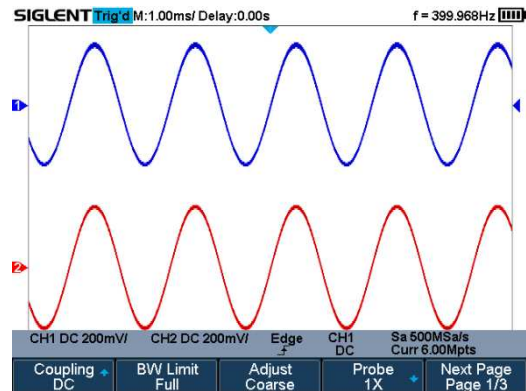 SIGLENT Trig'd M:1.00ms/ Delay:0.00s f = 399.968Hz
1
2
CH1 DC 200mV/ CH2 DC 200mV/ Edge CH1 Sa 500MSa/s
DC Curr 6.00Mpts
Coupling BW Limit Adjust Probe Next Page
DC Full Coarse 1X Page 1/3